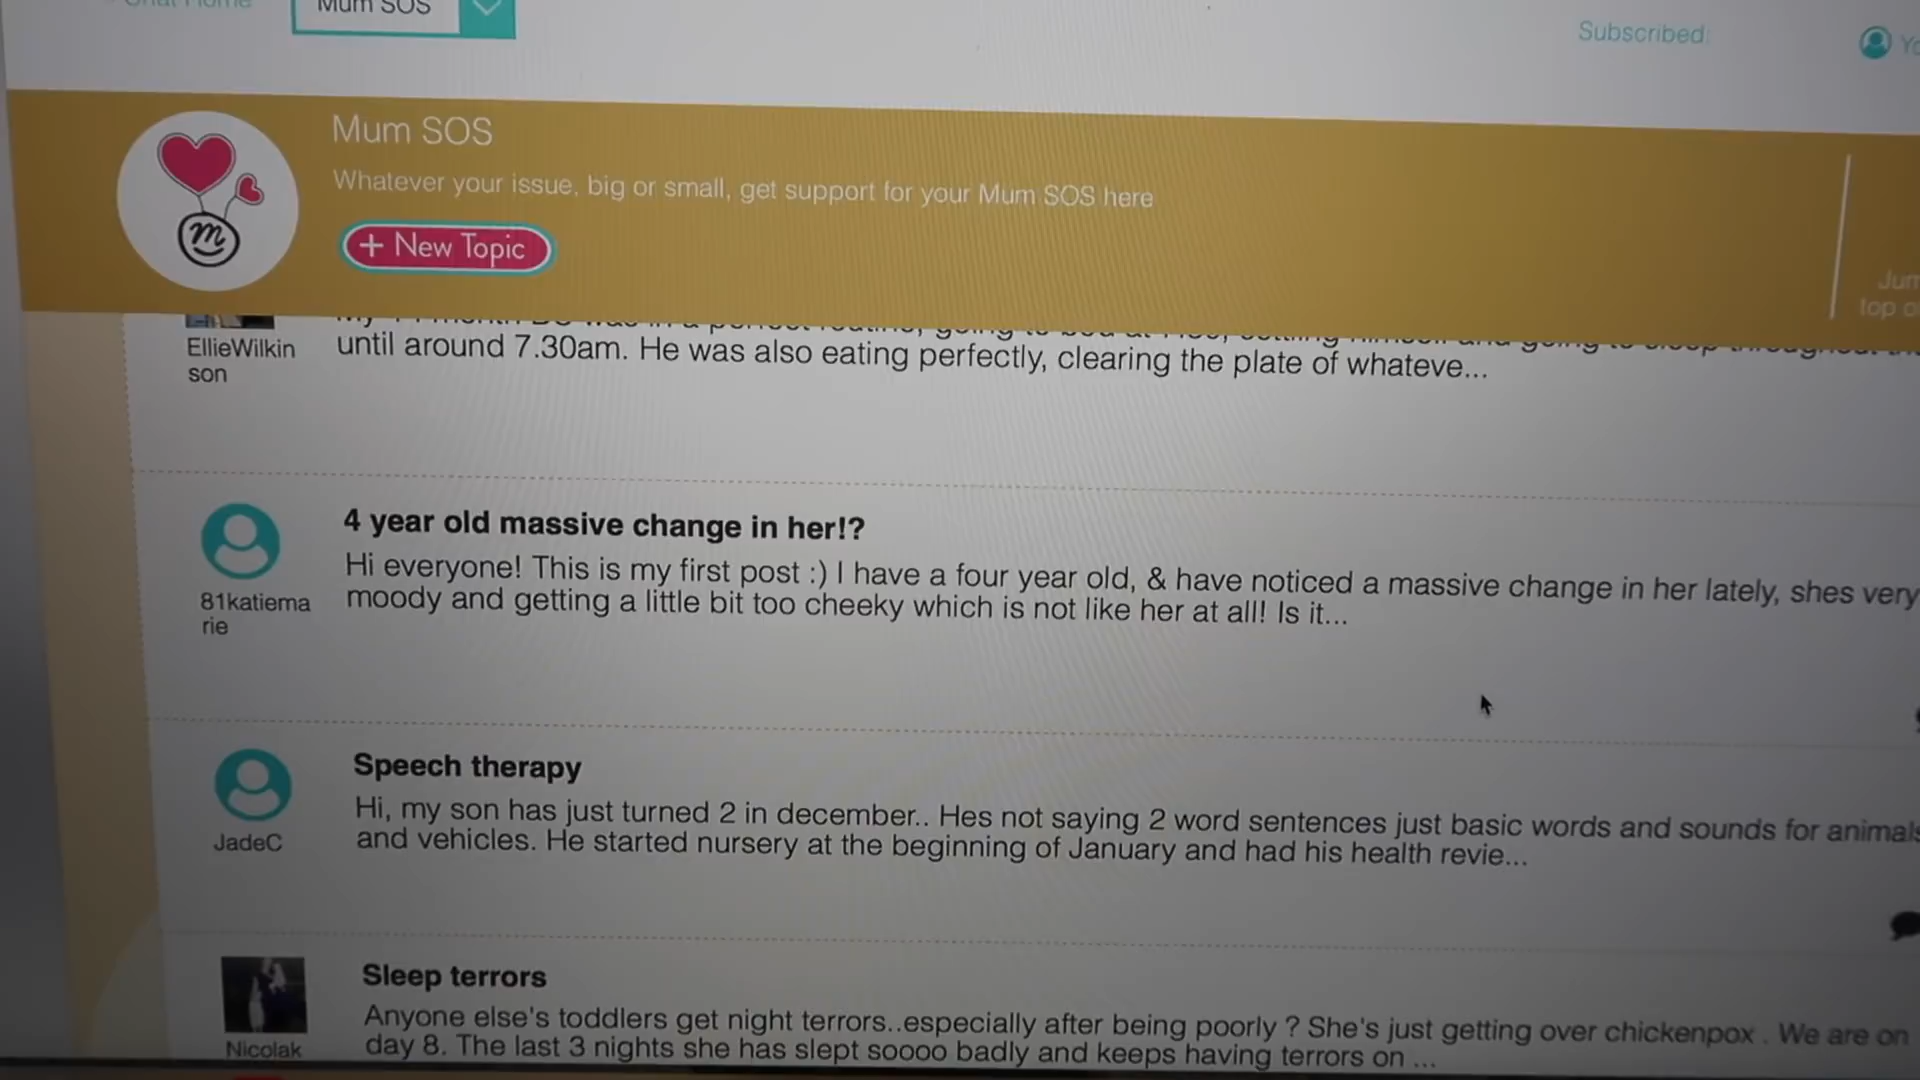 Chat Home
Mum SOS
Subscribed:
Mum SOS
Whatever your issue, big or small, get support for your Mum SOS here
+ New Topic
m
EllieWilkin
son
until around 7.30am. He was also eating perfectly, clearing the plate of whateve...
4 year old massive change in her!?
Hi everyone! This is my first post :) I have a four year old, & have noticed a massive change in her lately, shes very
moody and getting a little bit too cheeky which is not like her at all! Is it...
81katiema
rie
Speech therapy
Hi, my son has just turned 2 in december.. Hes not saying 2 word sentences just basic words and sounds for animals
and vehicles. He started nursery at the beginning of January and had his health revie...
JadeC
Sleep terrors
Anyone else's toddlers get night terrors..especially after being poorly ? She's just getting over chickenpox . We are on
day 8. The last 3 nights she has slept soooo badly and keeps having terrors on ...
Nicolak